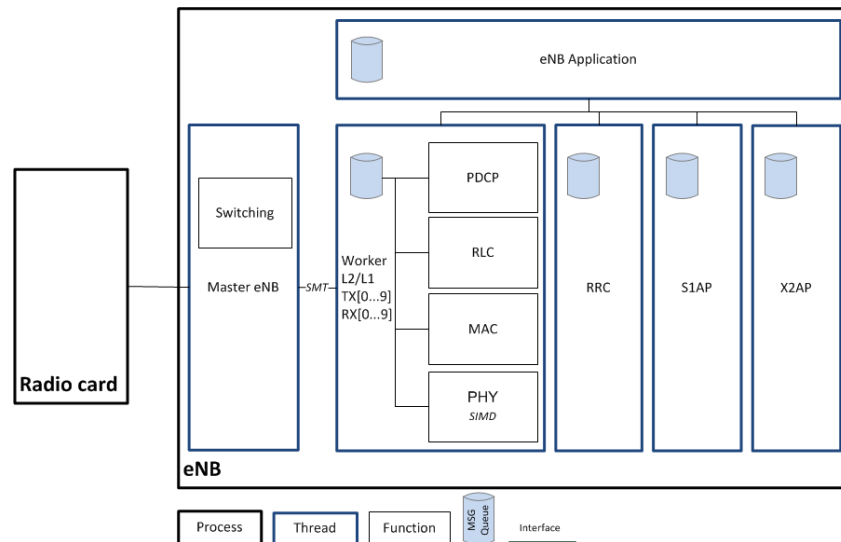 eNB Application
PDCP
Switching
RLC
Worker
L2/L1
TX[0...9]
RX[0...9]
Master eNB
SMT
RRC
S1AP
X2AP
MAC
Radio card
PHY
SIMD
eNB
Process
Thread
Function
MSG
Queue
Interface